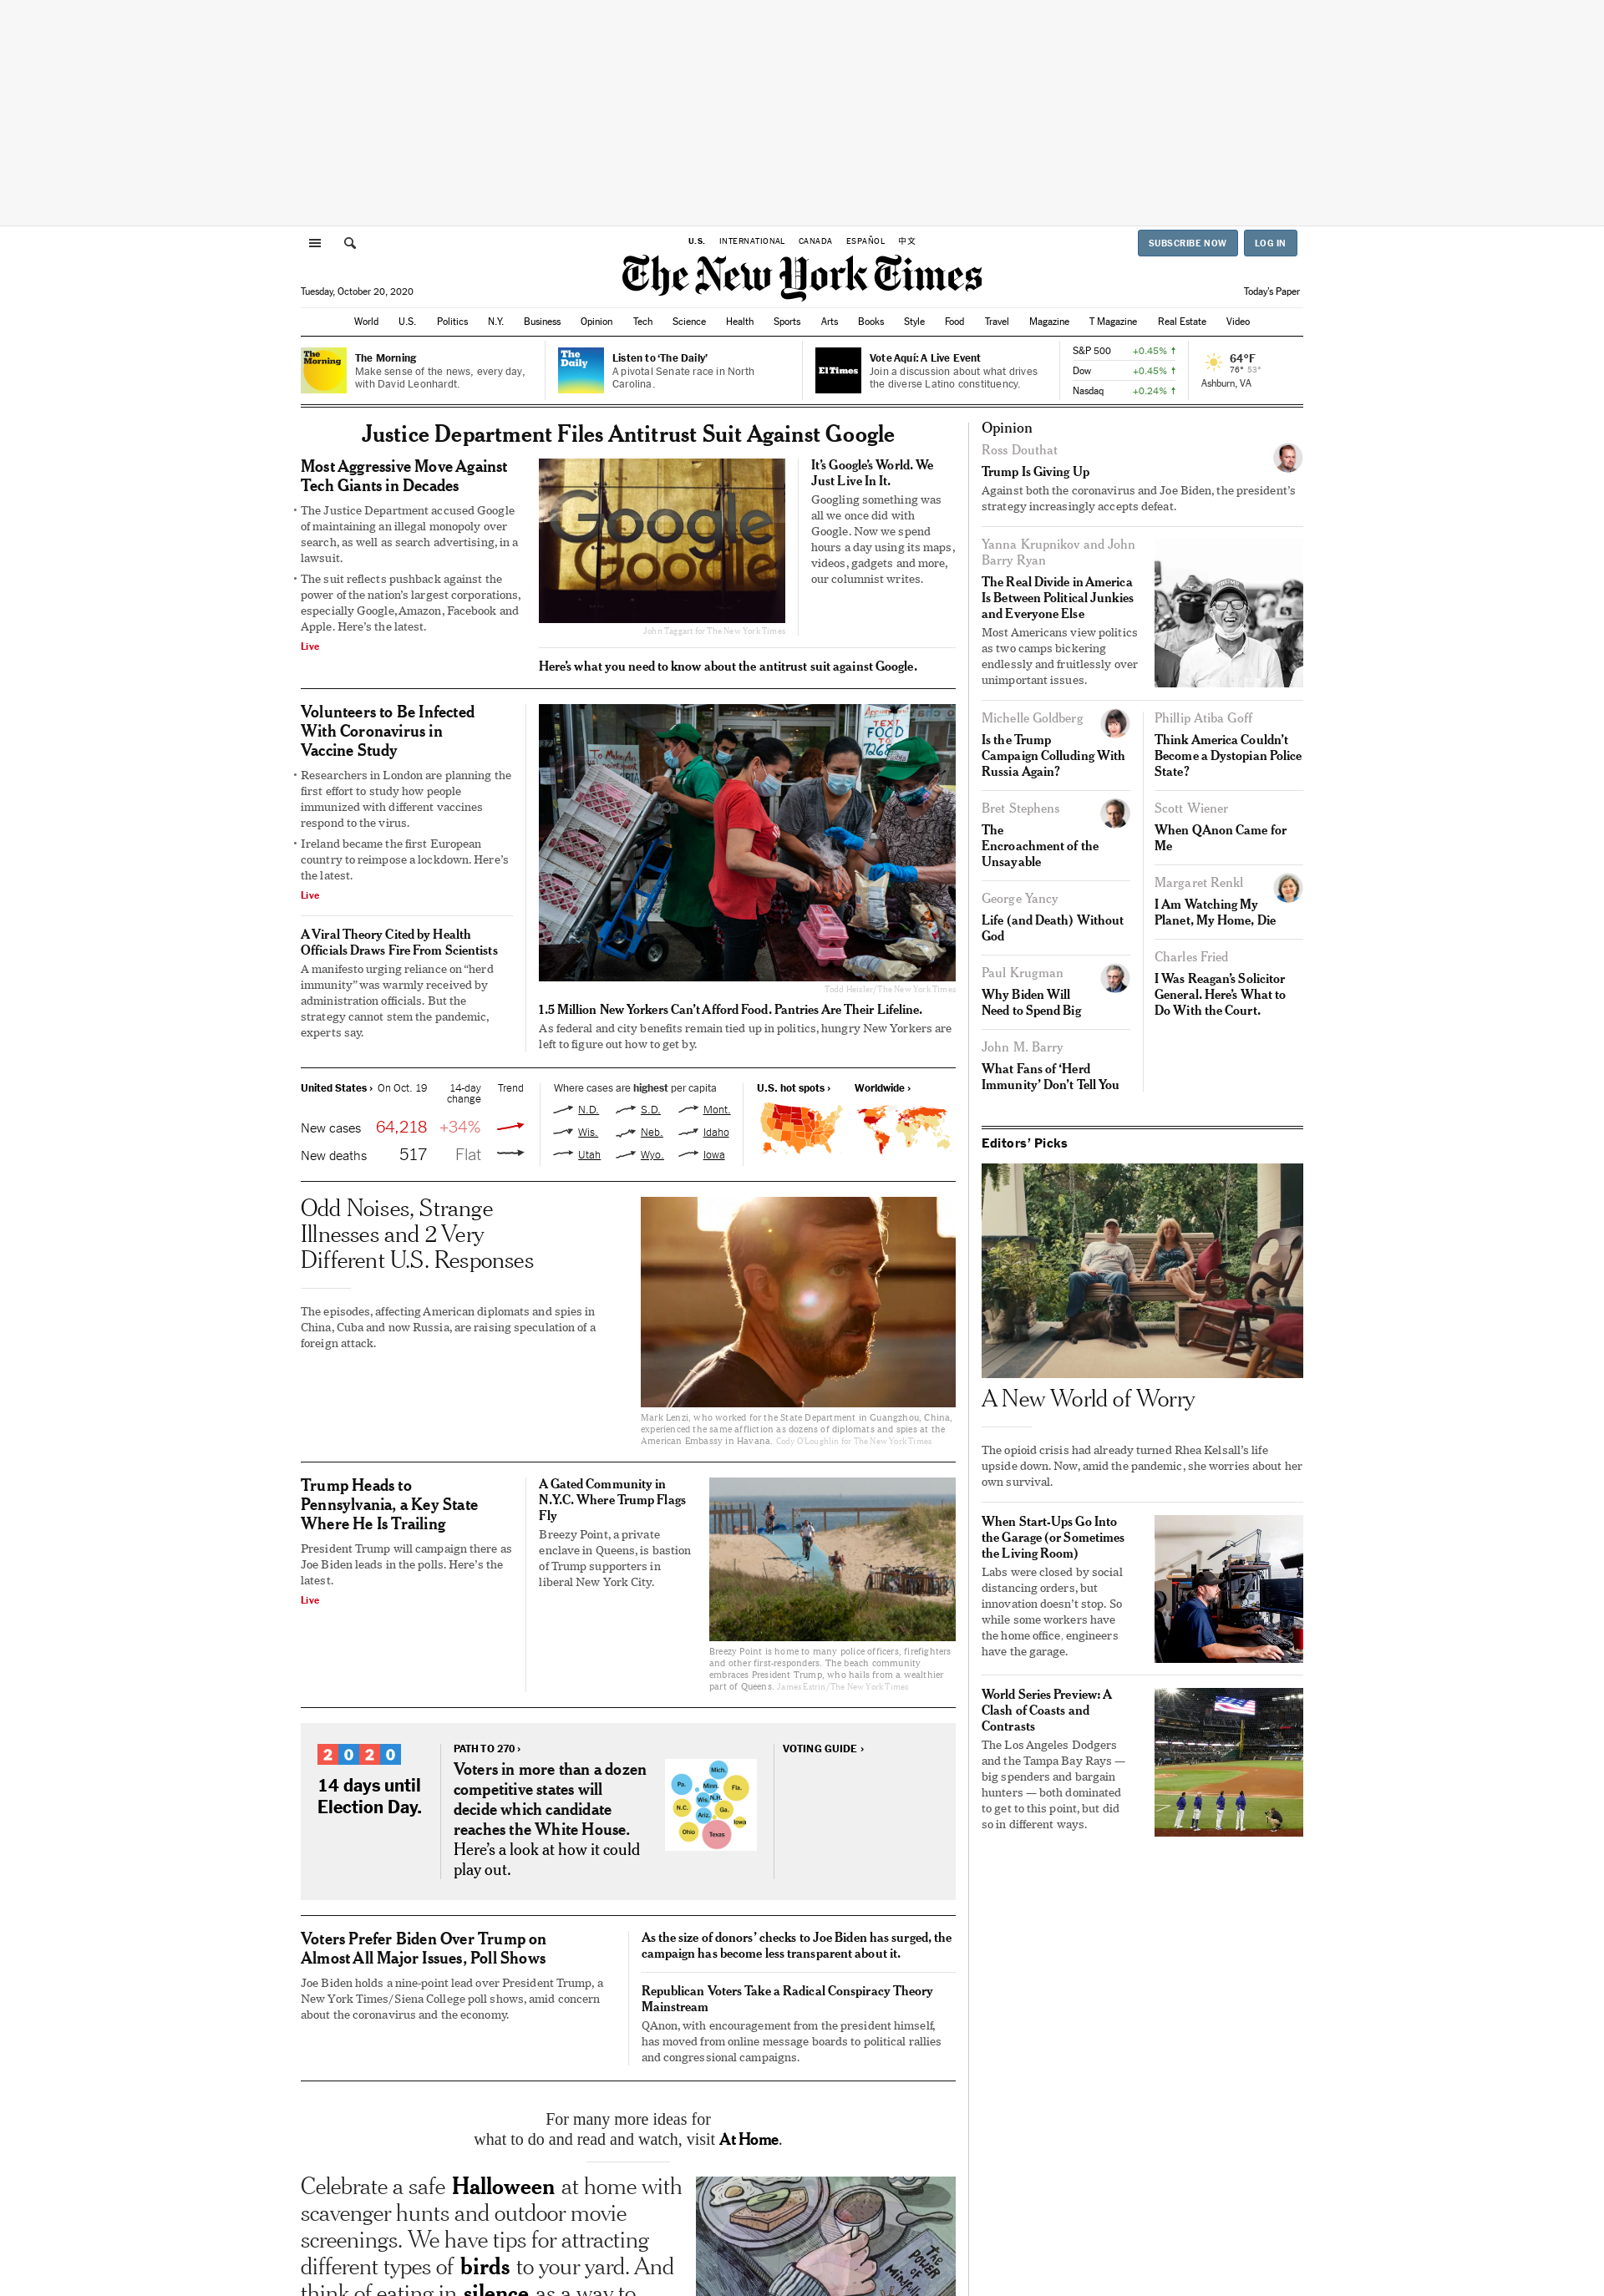 U.S. INTERNATIONAL CANADA ESPAÑOL 中文
SUBSCRIBE NOW LOG IN
The New York Times
Tuesday, October 20, 2020
Today's Paper
World U.S. Politics N.Y. Business Opinion Tech Science Health Sports Arts Books Style Food Travel Magazine T Magazine Real Estate Video
The Morning
The Morning
Make sense of the news, every day,
with David Leonhardt.
The Daily
Listen to ‘The Daily’
A pivotal Senate race in North
Carolina.
El Times
Vote Aquí: A Live Event
Join a discussion about what drives
the diverse Latino constituency.
S&P 500 +0.45% ↑
Dow +0.45% ↑
Nasdaq +0.24% ↑
64°F
76° 53°
Ashburn, VA
Justice Department Files Antitrust Suit Against Google
Most Aggressive Move Against
Tech Giants in Decades
• The Justice Department accused Google
of maintaining an illegal monopoly over
search, as well as search advertising, in a
lawsuit.
• The suit reflects pushback against the
power of the nation’s largest corporations,
especially Google, Amazon, Facebook and
Apple. Here’s the latest.
Live
Google
Google
John Taggart for The New York Times
It’s Google’s World. We
Just Live In It.
Googling something was
all we once did with
Google. Now we spend
hours a day using its maps,
videos, gadgets and more,
our columnist writes.
Here’s what you need to know about the antitrust suit against Google.
Volunteers to Be Infected
With Coronavirus in
Vaccine Study
• Researchers in London are planning the
first effort to study how people
immunized with different vaccines
respond to the virus.
• Ireland became the first European
country to reimpose a lockdown. Here’s
the latest.
Live
A Viral Theory Cited by Health
Officials Draws Fire From Scientists
A manifesto urging reliance on “herd
immunity” was warmly received by
administration officials. But the
strategy cannot stem the pandemic,
experts say.
To Make An
TEXT
FOOD
TO
726
Todd Heisler/The New York Times
1.5 Million New Yorkers Can’t Afford Food. Pantries Are Their Lifeline.
As federal and city benefits remain tied up in politics, hungry New Yorkers are
left to figure out how to get by.
United States › On Oct. 19 14-day
change Trend
New cases 64,218 +34%
New deaths 517 Flat
Where cases are highest per capita
N.D. S.D. Mont.
Wis. Neb. Idaho
Utah Wyo. Iowa
U.S. hot spots › Worldwide ›
Odd Noises, Strange
Illnesses and 2 Very
Different U.S. Responses
The episodes, affecting American diplomats and spies in
China, Cuba and now Russia, are raising speculation of a
foreign attack.
Mark Lenzi, who worked for the State Department in Guangzhou, China,
experienced the same affliction as dozens of diplomats and spies at the
American Embassy in Havana. Cody O’Loughlin for The New York Times
Trump Heads to
Pennsylvania, a Key State
Where He Is Trailing
President Trump will campaign there as
Joe Biden leads in the polls. Here’s the
latest.
Live
A Gated Community in
N.Y.C. Where Trump Flags
Fly
Breezy Point, a private
enclave in Queens, is bastion
of Trump supporters in
liberal New York City.
Breezy Point is home to many police officers, firefighters
and other first-responders. The beach community
embraces President Trump, who hails from a wealthier
part of Queens. James Estrin/The New York Times
2020
14 days until
Election Day.
PATH TO 270 ›
Voters in more than a dozen
competitive states will
decide which candidate
reaches the White House.
Here’s a look at how it could
play out.
Mich.
Pa. Minn. Fla.
Wis. N.H.
N.C. Ariz. Ga.
Iowa
Ohio Texas
VOTING GUIDE ›
Voters Prefer Biden Over Trump on
Almost All Major Issues, Poll Shows
Joe Biden holds a nine-point lead over President Trump, a
New York Times/Siena College poll shows, amid concern
about the coronavirus and the economy.
As the size of donors’ checks to Joe Biden has surged, the
campaign has become less transparent about it.
Republican Voters Take a Radical Conspiracy Theory
Mainstream
QAnon, with encouragement from the president himself,
has moved from online message boards to political rallies
and congressional campaigns.
For many more ideas for
what to do and read and watch, visit At Home.
Celebrate a safe Halloween at home with
scavenger hunts and outdoor movie
screenings. We have tips for attracting
different types of birds to your yard. And
think of eating in silence as a way to
THE
POWER
OF
Opinion
Ross Douthat
Trump Is Giving Up
Against both the coronavirus and Joe Biden, the president’s
strategy increasingly accepts defeat.
Yanna Krupnikov and John
Barry Ryan
The Real Divide in America
Is Between Political Junkies
and Everyone Else
Most Americans view politics
as two camps bickering
endlessly and fruitlessly over
unimportant issues.
Michelle Goldberg
Is the Trump
Campaign Colluding With
Russia Again?
Bret Stephens
The
Encroachment of the
Unsayable
George Yancy
Life (and Death) Without
God
Paul Krugman
Why Biden Will
Need to Spend Big
John M. Barry
What Fans of ‘Herd
Immunity’ Don’t Tell You
Phillip Atiba Goff
Think America Couldn’t
Become a Dystopian Police
State?
Scott Wiener
When QAnon Came for
Me
Margaret Renkl
I Am Watching My
Planet, My Home, Die
Charles Fried
I Was Reagan’s Solicitor
General. Here’s What to
Do With the Court.
Editors’ Picks
A New World of Worry
The opioid crisis had already turned Rhea Kelsall’s life
upside down. Now, amid the pandemic, she worries about her
own survival.
When Start-Ups Go Into
the Garage (or Sometimes
the Living Room)
Labs were closed by social
distancing orders, but
innovation doesn’t stop. So
while some workers have
the home office, engineers
have the garage.
World Series Preview: A
Clash of Coasts and
Contrasts
The Los Angeles Dodgers
and the Tampa Bay Rays —
big spenders and bargain
hunters — both dominated
to get to this point, but did
so in different ways.